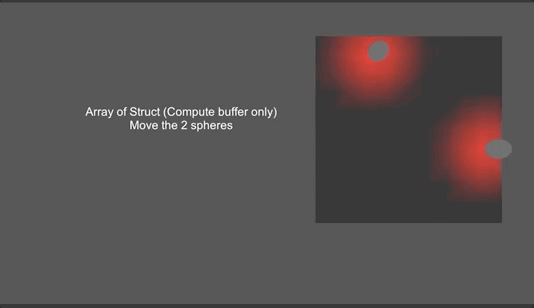 Array of Struct (Compute buffer only)
Move the 2 spheres